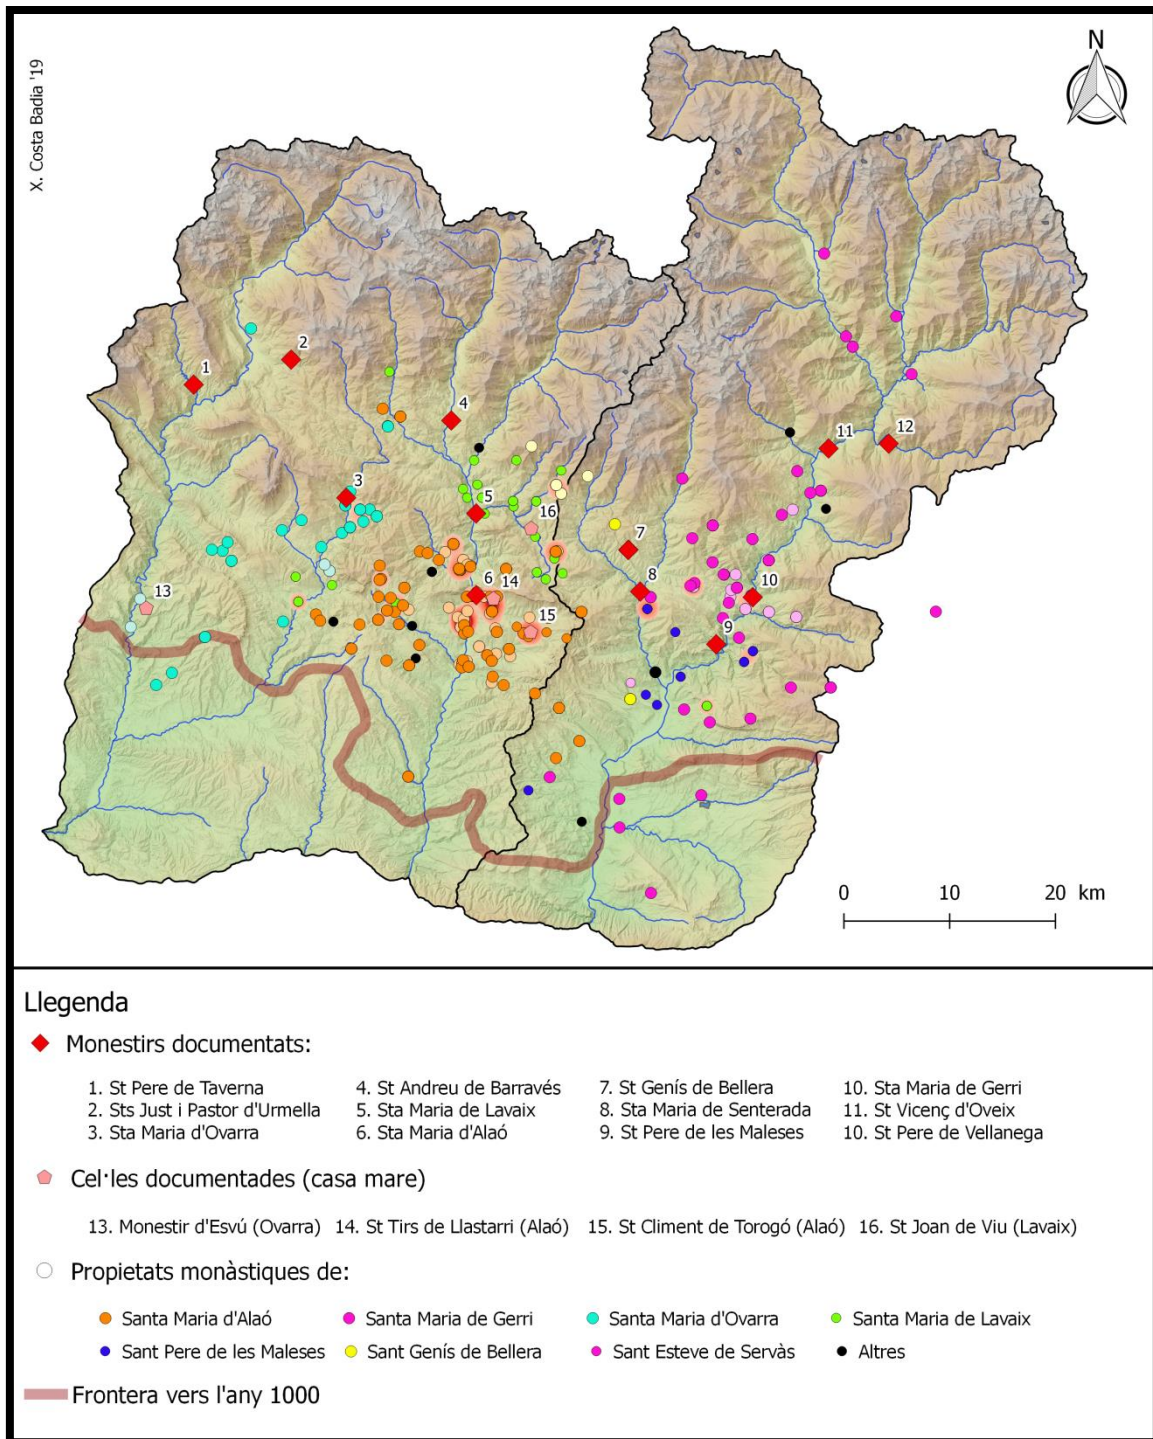 X. Costa Badia '19
N
1
2
3
4
5
6
7
8
9
10
11
12
13
14
15
16
0 10 20 km
Llegenda
Monestirs documentats:
1. St Pere de Taverna 4. St Andreu de Barravés 7. St Genís de Bellera 10. Sta Maria de Gerri
2. Sts Just i Pastor d'Urmella 5. Sta Maria de Lavaix 8. Sta Maria de Senterada 11. St Vicenç d'Oveix
3. Sta Maria d'Ovarra 6. Sta Maria d'Alaó 9. St Pere de les Maleses 10. St Pere de Vellanega
Cel·les documentades (casa mare)
13. Monestir d'Esvú (Ovarra) 14. St Tirs de Llastarri (Alaó) 15. St Climent de Torogó (Alaó) 16. St Joan de Viu (Lavaix)
Propietats monàstiques de:
Santa Maria d'Alaó Santa Maria de Gerri Santa Maria d'Ovarra Santa Maria de Lavaix
Sant Pere de les Maleses Sant Genís de Bellera Sant Esteve de Servàs Altres
Frontera vers l'any 1000